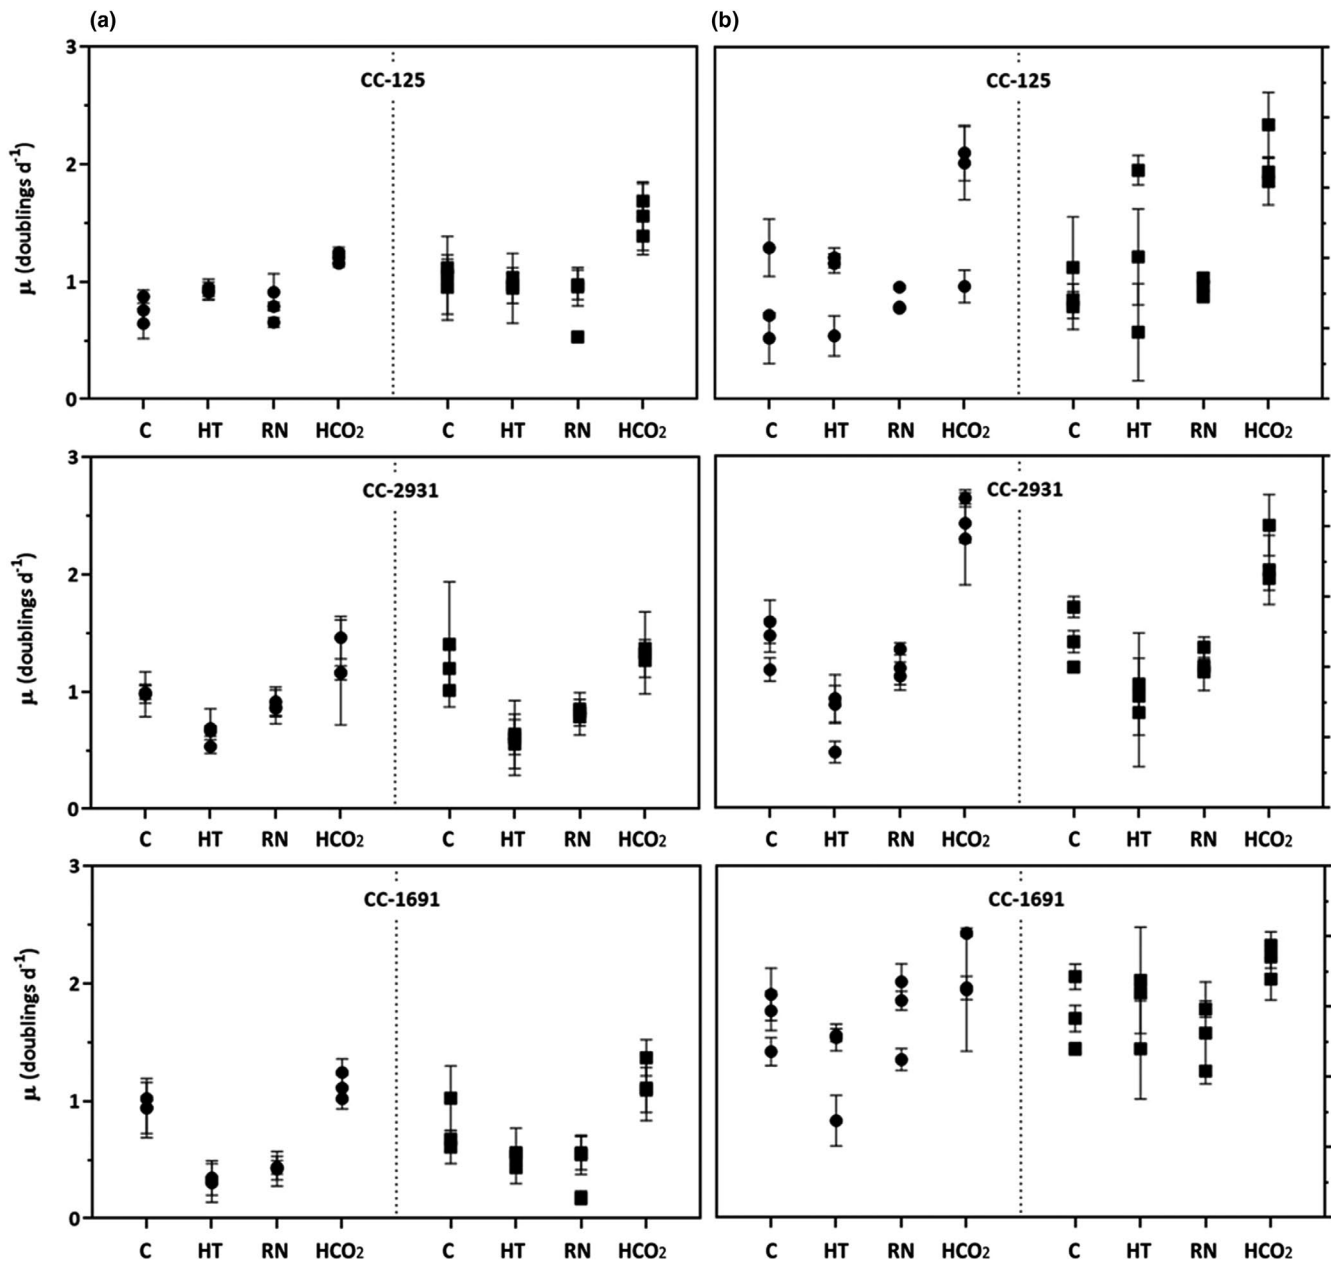 (a) (b)
3 CC-125 CC-125
2
μ (doublings d-1)
1
0
C HT RN HCO2 C HT RN HCO2 C HT RN HCO2 C HT RN HCO2
3 CC-2931 CC-2931
2
μ (doublings d-1)
1
0
C HT RN HCO2 C HT RN HCO2 C HT RN HCO2 C HT RN HCO2
3 CC-1691 CC-1691
2
μ (doublings d-1)
1
0
C HT RN HCO2 C HT RN HCO2 C HT RN HCO2 C HT RN HCO2